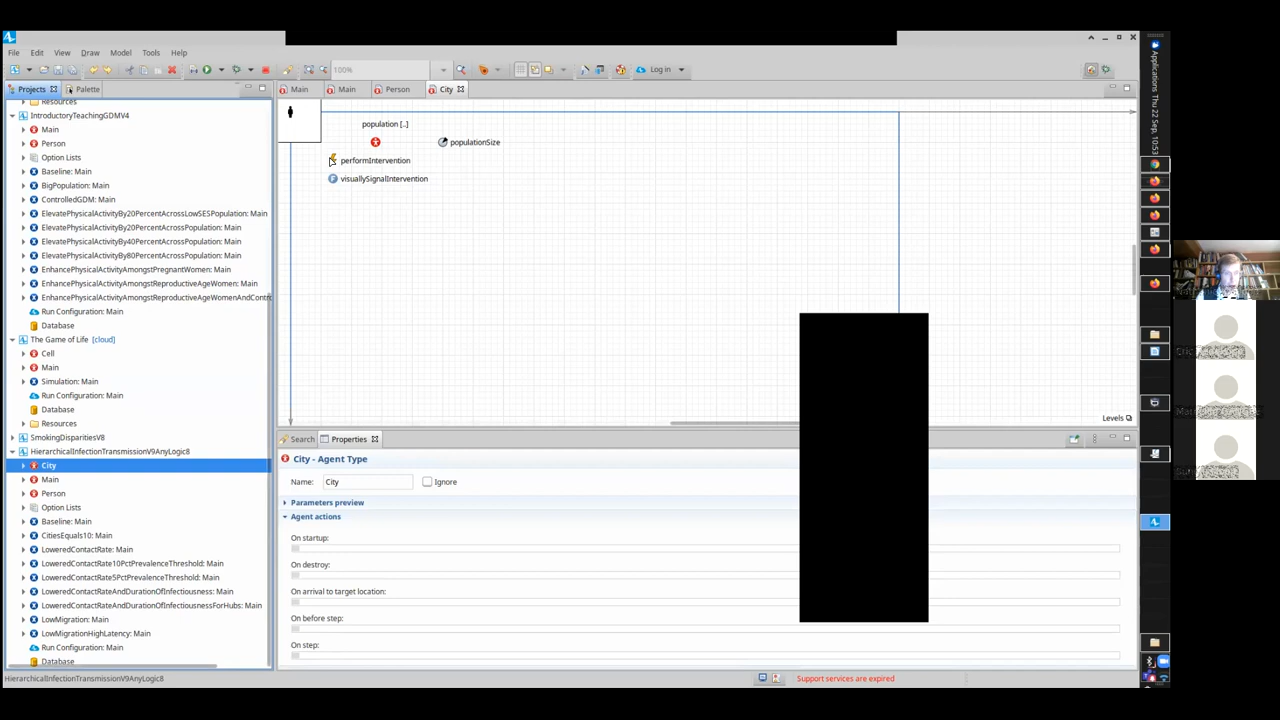 File Edit View Draw Model Tools Help
100%
Log in
Projects Palette
Main Main Person City
Resources
IntroductoryTeachingGDMV4
Main
Person
Option Lists
Baseline: Main
BigPopulation: Main
ControlledGDM: Main
ElevatePhysicalActivityBy20PercentAcrossLowSESPopulation: Main
ElevatePhysicalActivityBy20PercentAcrossPopulation: Main
ElevatePhysicalActivityBy40PercentAcrossPopulation: Main
ElevatePhysicalActivityBy80PercentAcrossPopulation: Main
EnhancePhysicalActivityAmongstPregnantWomen: Main
EnhancePhysicalActivityAmongstReproductiveAgeWomen: Main
EnhancePhysicalActivityAmongstReproductiveAgeWomenAndContr
Run Configuration: Main
Database
The Game of Life [cloud]
Cell
Main
Simulation: Main
Run Configuration: Main
Database
Resources
SmokingDisparitiesV8
HierarchicalInfectionTransmissionV9AnyLogic8
City
Main
Person
Option Lists
Baseline: Main
CitiesEquals10: Main
LoweredContactRate: Main
LoweredContactRate10PctPrevalenceThreshold: Main
LoweredContactRate5PctPrevalenceThreshold: Main
LoweredContactRateAndDurationOfInfectiousness: Main
LoweredContactRateAndDurationOfInfectiousnessForHubs: Main
LowMigration: Main
LowMigrationHighLatency: Main
Run Configuration: Main
Database
population [..]
populationSize
performIntervention
visuallySignalIntervention
Levels
Search Properties
City - Agent Type
Name: City Ignore
Parameters preview
Agent actions
On startup:
On destroy:
On arrival to target location:
On before step:
On step:
HierarchicalInfectionTransmissionV9AnyLogic8
Support services are expired
Applications Thu 22 Sep, 10:53